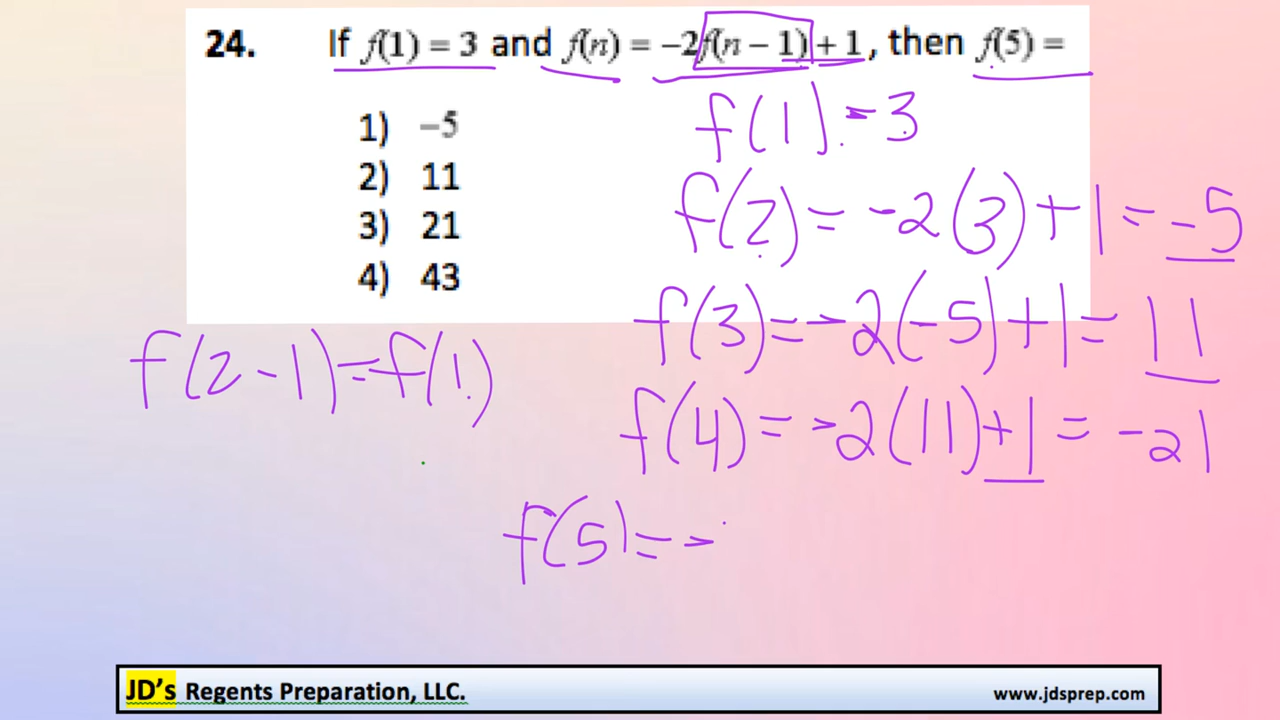 24. If f(1) = 3 and f(n) = −2f(n − 1) + 1, then f(5) =
1) −5
2) 11
3) 21
4) 43
f(1) = 3
f(2) = -2(3)+1 = -5
f(3) = -2(-5)+1 = 11
f(2-1) = f(1)
f(4) = -2(11)+1 = -21
f(5) = -
JD's Regents Preparation, LLC.
www.jdsprep.com